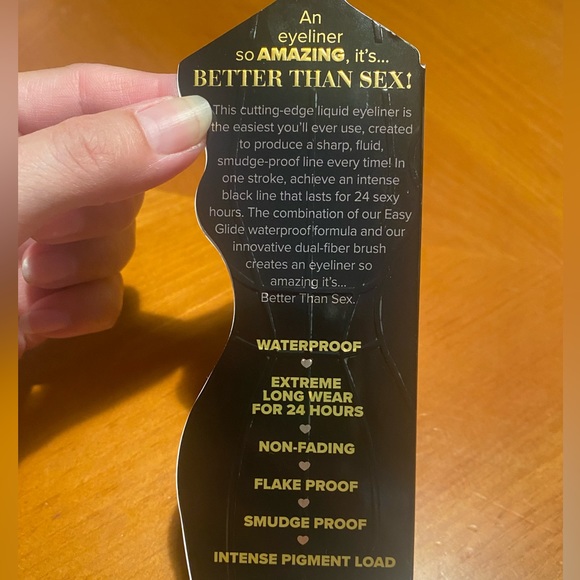 An
eyeliner
so AMAZING, it's...
BETTER THAN SEX!
This cutting-edge liquid eyeliner is
the easiest you'll ever use, created
to produce a sharp, fluid,
smudge-proof line every time! In
one stroke, achieve an intense
black line that lasts for 24 sexy
hours. The combination of our Easy
Glide waterproof formula and our
innovative dual-fiber brush
creates an eyeliner so
amazing it's...
Better Than Sex.
WATERPROOF
EXTREME
LONG WEAR
FOR 24 HOURS
NON-FADING
FLAKE PROOF
SMUDGE PROOF
INTENSE PIGMENT LOAD